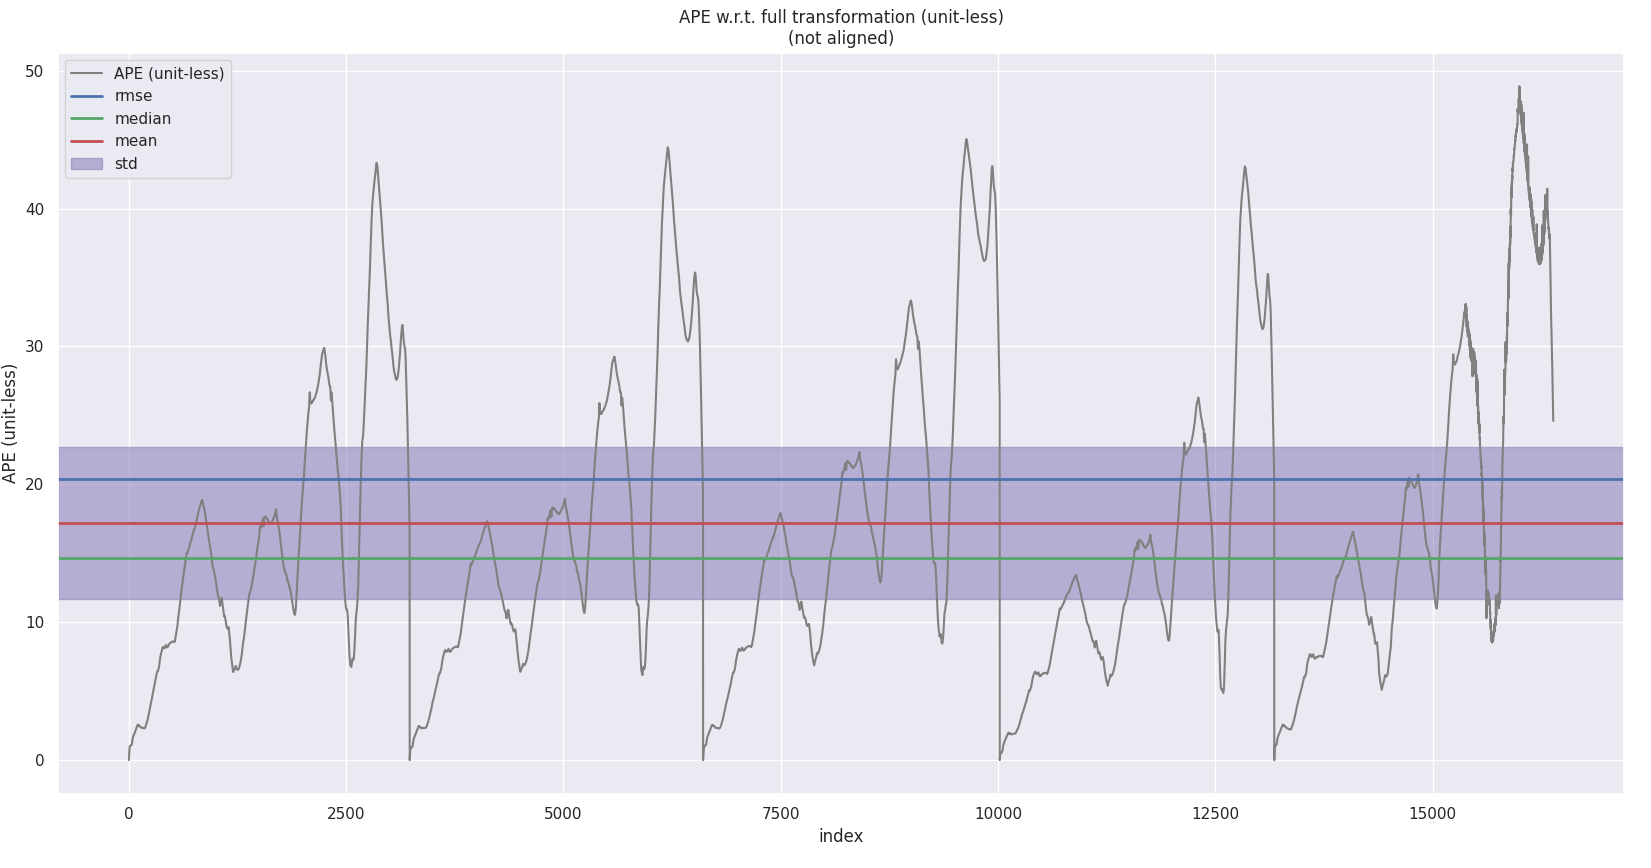 APE w.r.t. full transformation (unit-less)
(not aligned)
APE (unit-less)
rmse
median
mean
std
50
40
30
20
10
0
APE (unit-less)
0 2500 5000 7500 10000 12500 15000
index